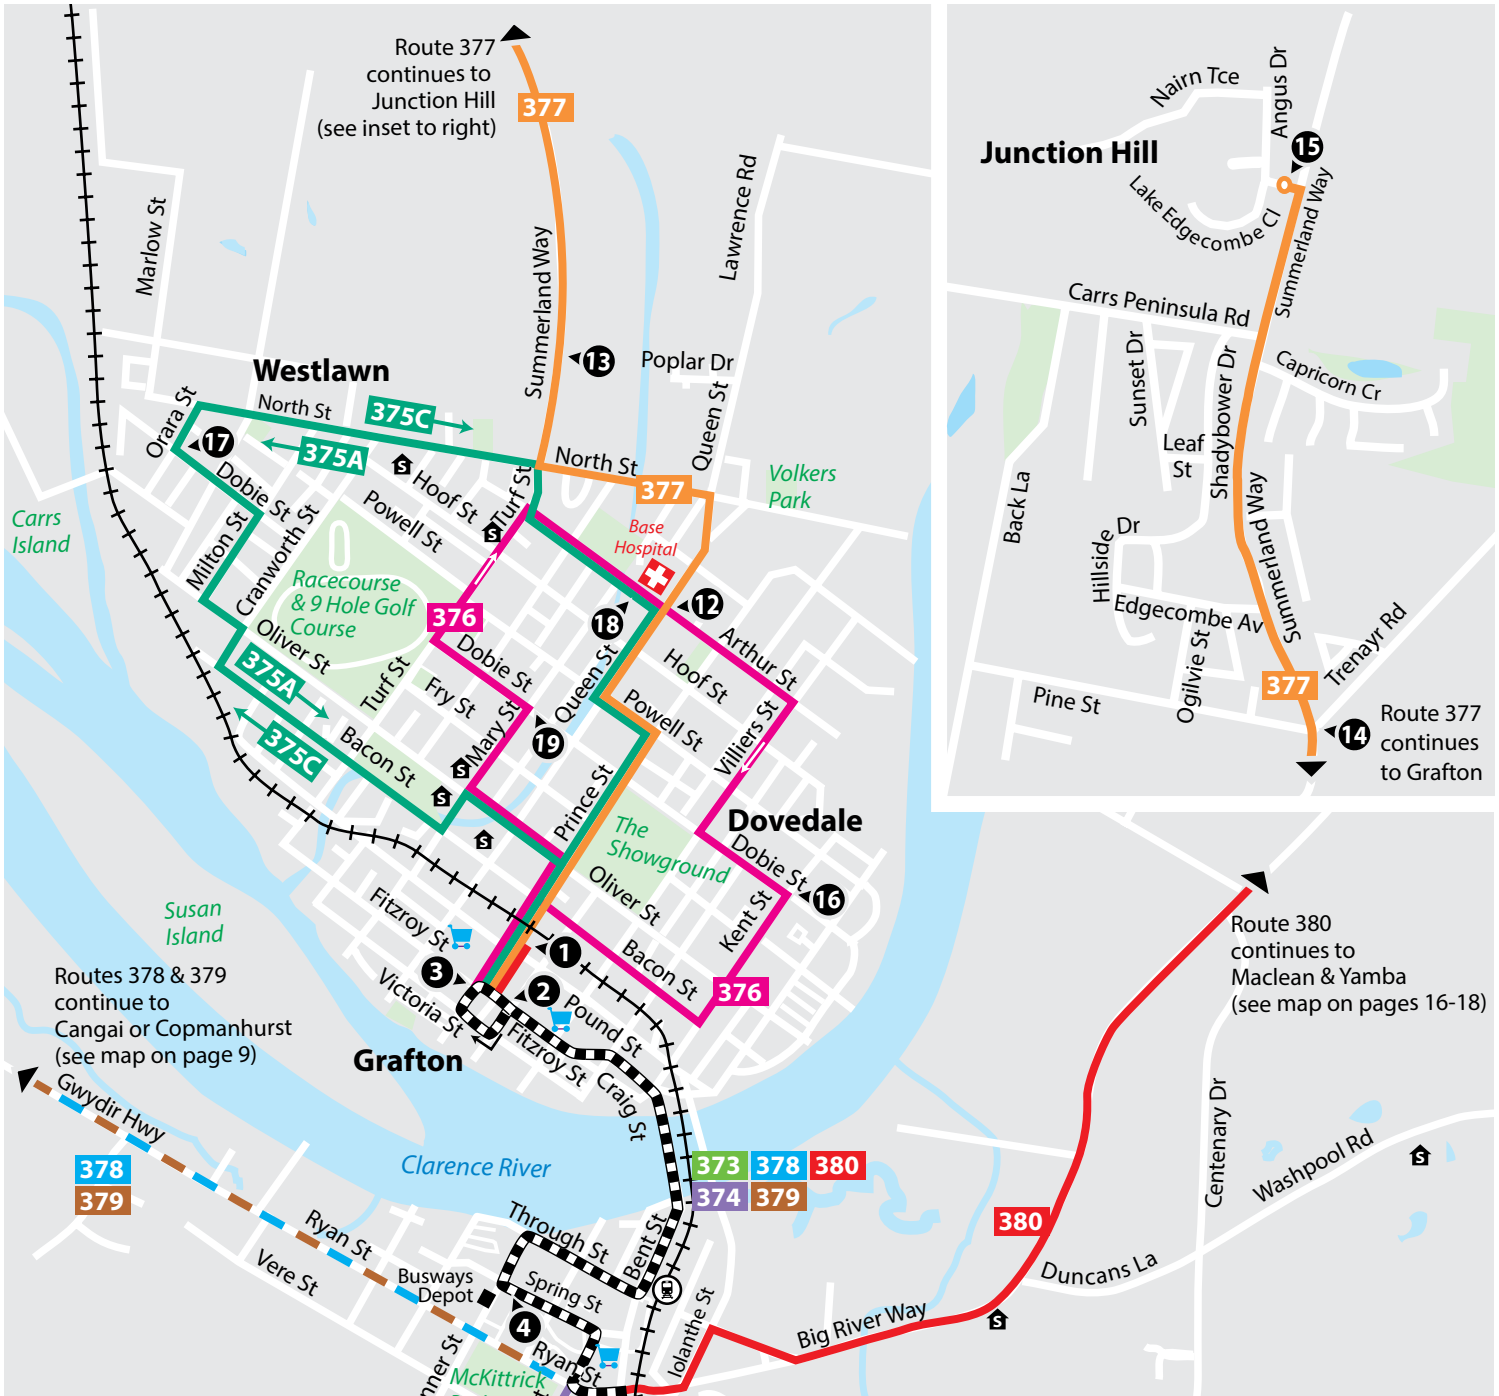 Route 377
continues to
Junction Hill
(see inset to right)
377
Summerland Way
Marlow St
Lawrence Rd
13
Poplar Dr
Westlawn
North St
375C
375A
Orara St
17
Dobie St
Hoof St
Turf St
North St
377
Queen St
Volkers
Park
Powell St
Milton St
Cranworth St
Carrs
Island
Base
Hospital
Racecourse
& 9 Hole Golf
Course
376
18
12
Arthur St
Oliver St
375A
375C
Turf St
Dobie St
Fry St
Mary St
Queen St
Hoof St
Powell St
Villiers St
19
Bacon St
S
S
S
S
S
Prince St
The
Showground
Dovedale
Dobie St
16
Oliver St
Kent St
Bacon St
376
Susan
Island
Fitzroy St
1
3
2
Victoria St
Pound St
Fitzroy St
Craig St
Grafton
Routes 378 & 379
continue to
Cangai or Copmanhurst
(see map on page 9)
Gwydir Hwy
378
379
Clarence River
373
378
380
374
379
Ryan St
Vere St
Through St
Bent St
Busways
Depot
Spring St
4
Ryan St
McKittrick
Iolanthe St
Big River Way
380
Duncans La
S
Centenary Dr
Washpool Rd
S
Route 380
continues to
Maclean & Yamba
(see map on pages 16-18)
Junction Hill
Nairn Tce
Angus Dr
15
Lake Edgecombe Cl
Summerland Way
Carrs Peninsula Rd
Sunset Dr
Shadybower Dr
Capricorn Cr
Leaf
St
Back La
Hillside Dr
Summerland Way
Edgecombe Av
Summerland Way
Ogilvie St
Pine St
377
Trenayr Rd
14
Route 377
continues
to Grafton